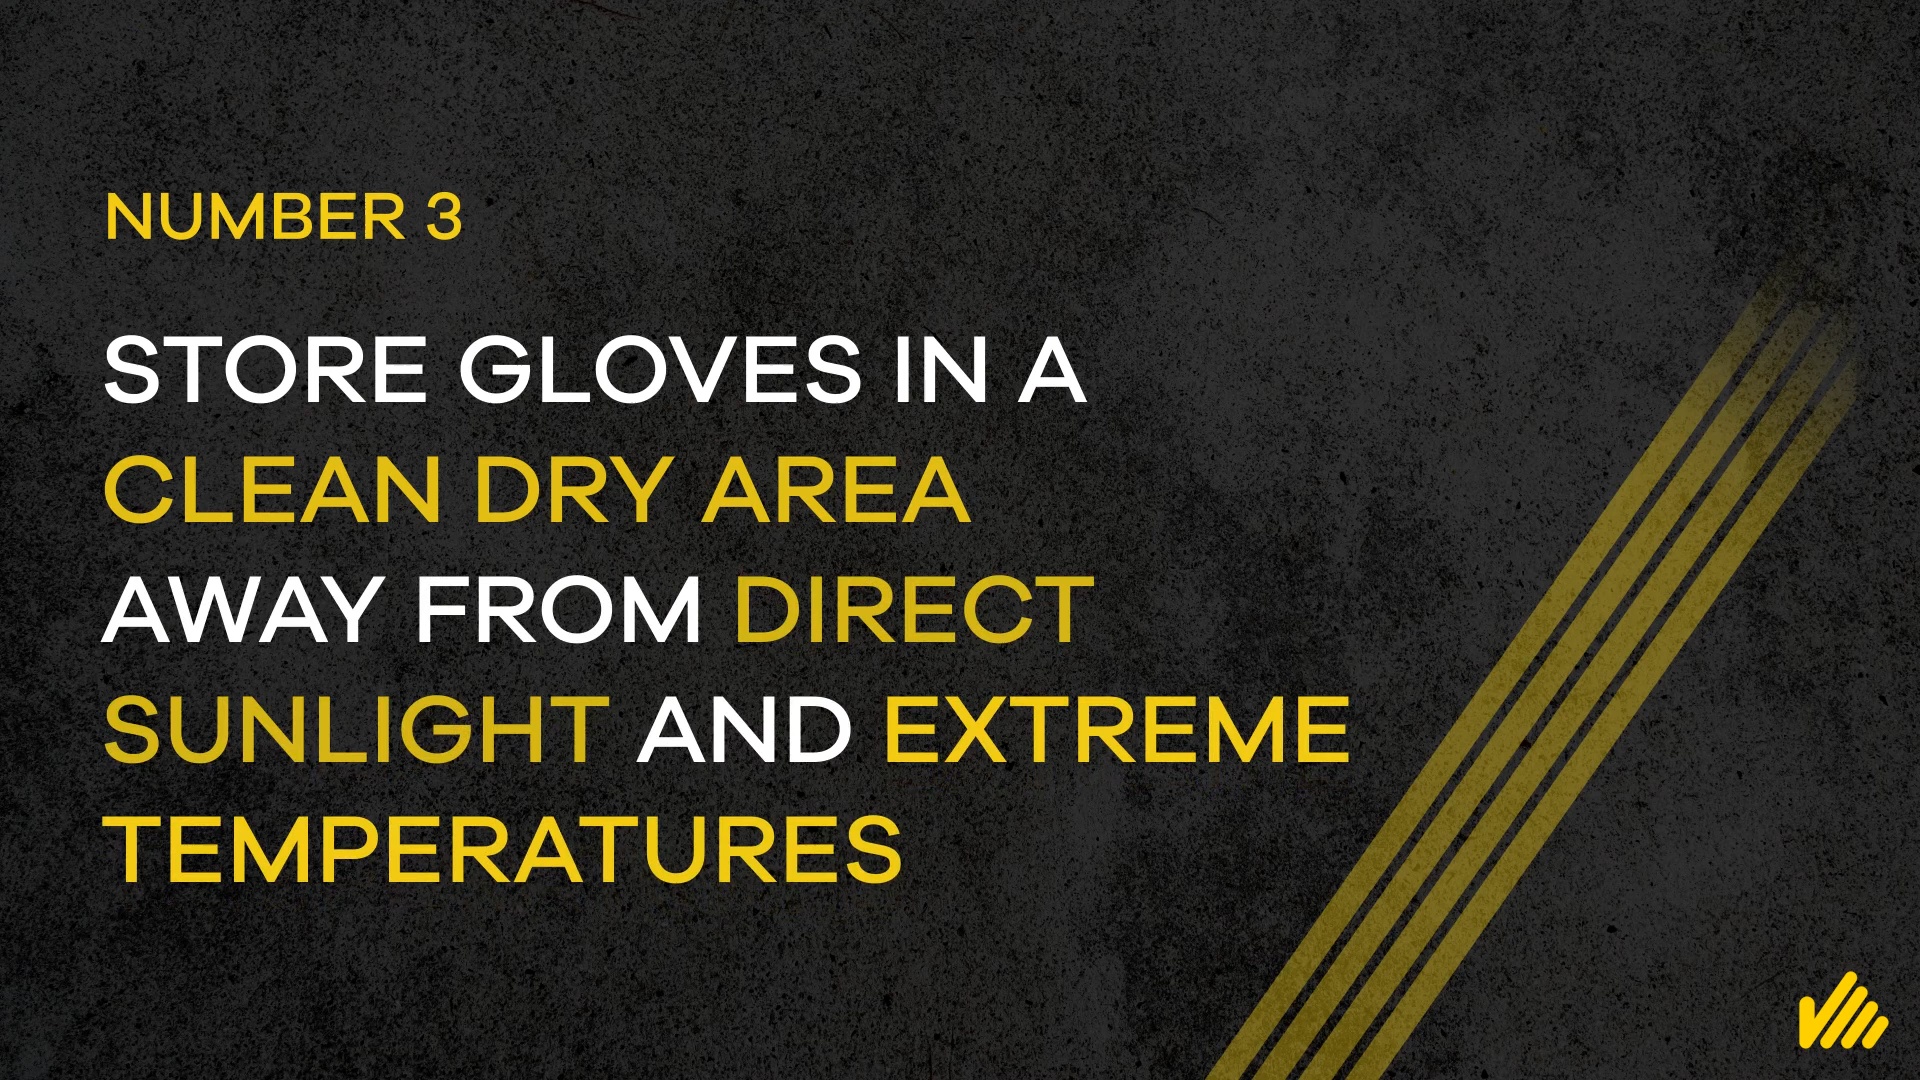 NUMBER 3
STORE GLOVES IN A
CLEAN DRY AREA
AWAY FROM DIRECT
SUNLIGHT AND EXTREME
TEMPERATURES